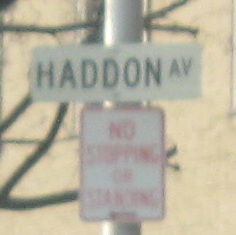 HADDON AV
NO
STOPPING
OR
STANDING